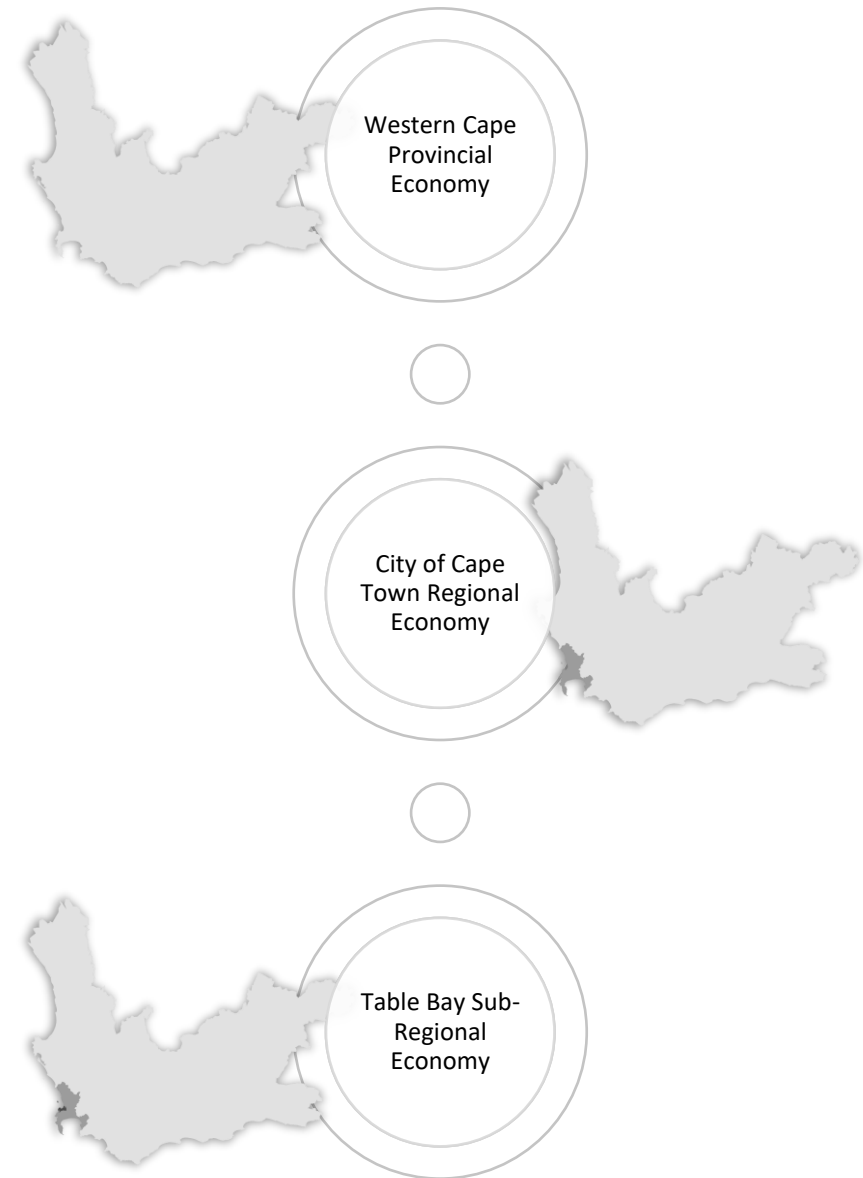 Western Cape
Provincial
Economy
City of Cape
Town Regional
Economy
Table Bay Sub-
Regional
Economy